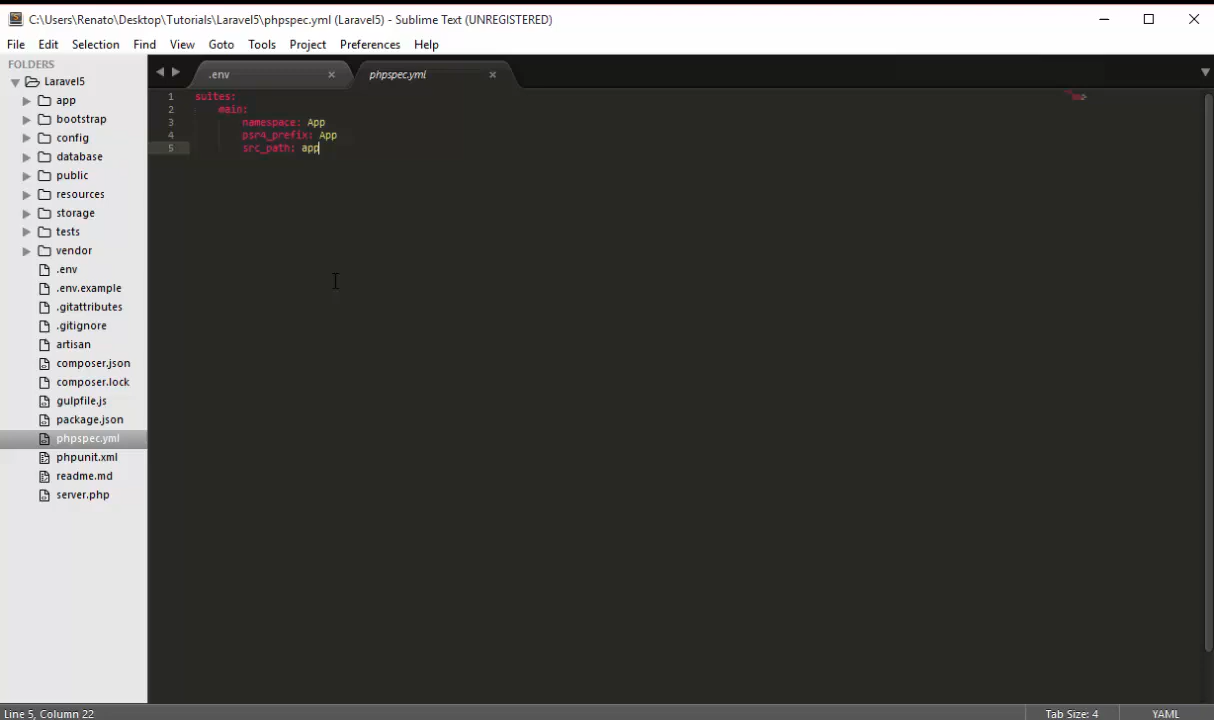 C:\Users\Renato\Desktop\Tutorials\Laravel5\phpspec.yml (Laravel5) - Sublime Text (UNREGISTERED)
File Edit Selection Find View Goto Tools Project Preferences Help
FOLDERS
Laravel5
app
bootstrap
config
database
public
resources
storage
tests
vendor
.env
.env.example
.gitattributes
.gitignore
artisan
composer.json
composer.lock
gulpfile.js
package.json
phpspec.yml
phpunit.xml
readme.md
server.php
.env
phpspec.yml
1 suites:
2 main:
3 namespace: App
4 psr4_prefix: App
5 src_path: app
Line 5, Column 22
Tab Size: 4
YAML